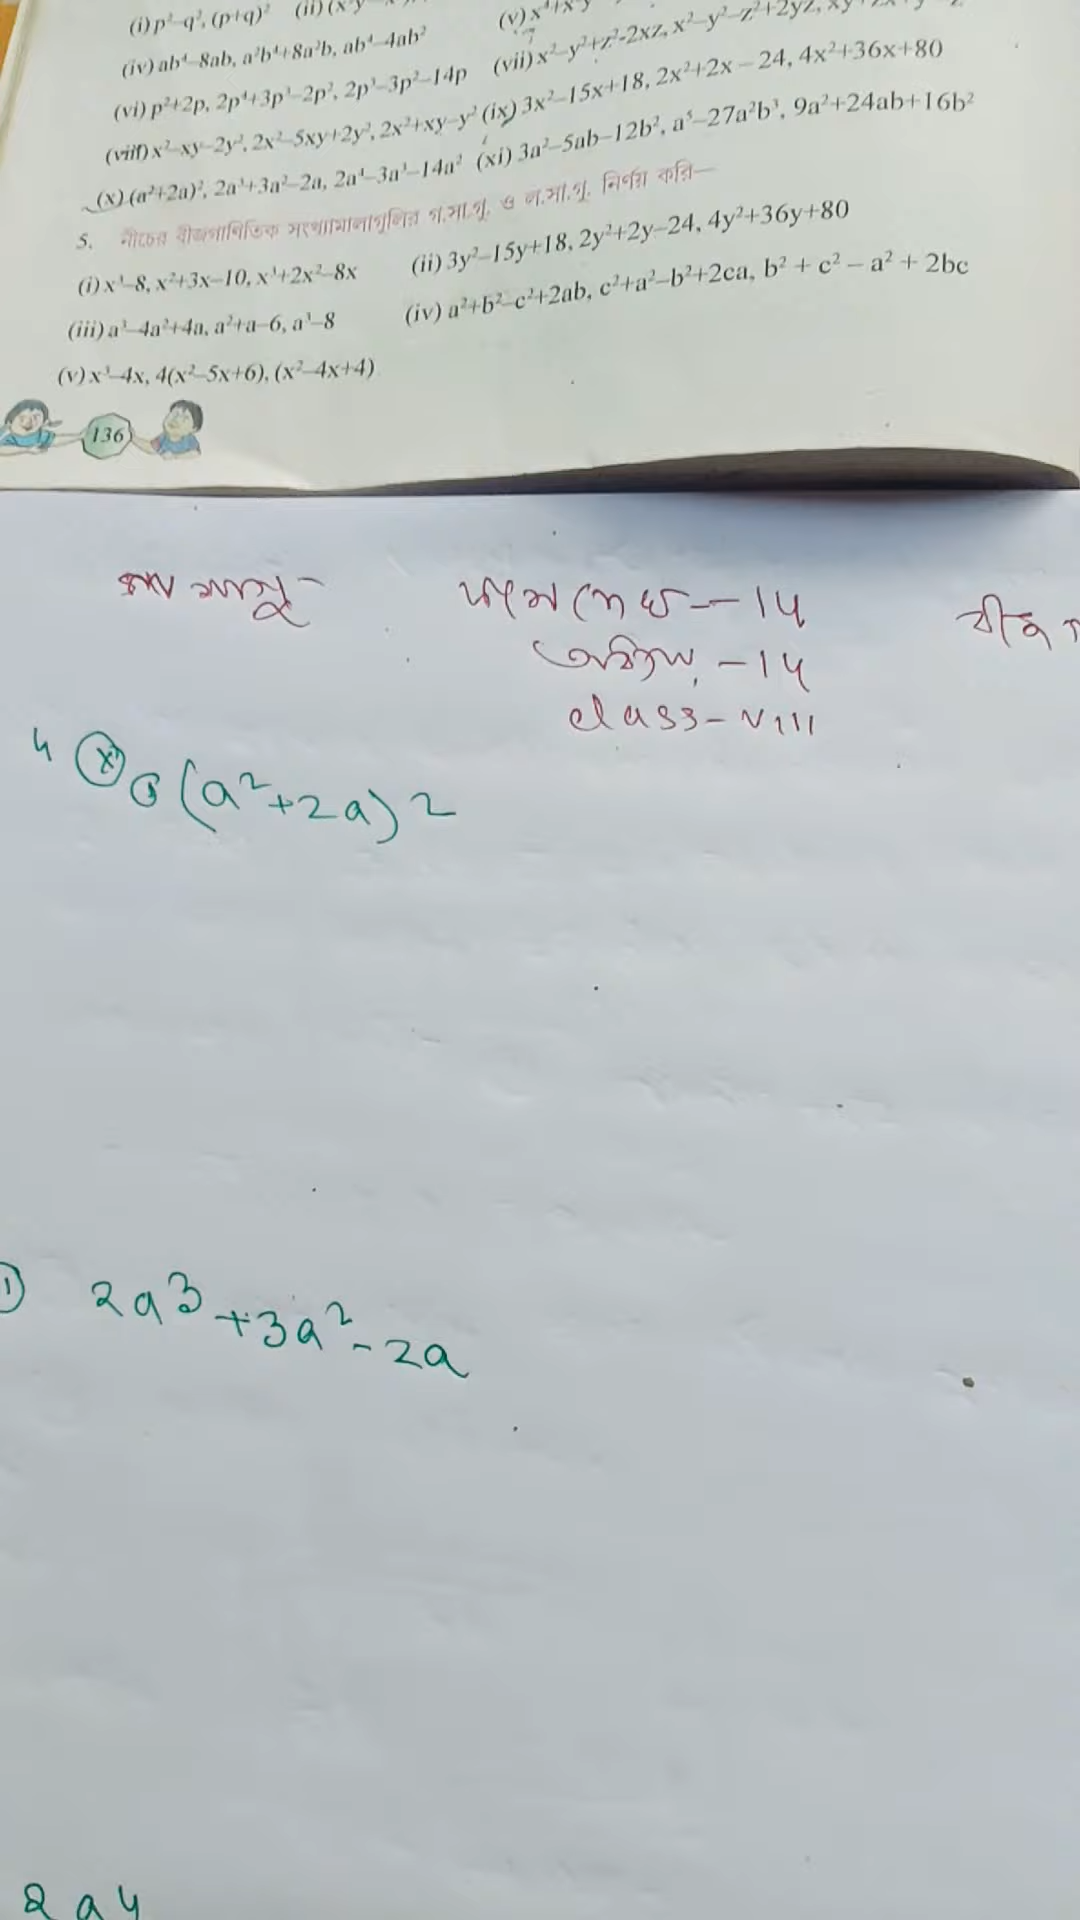 (i) p²–q², (p+q)²
(iv) ab⁴–8ab, a²b⁴+8a²b, ab⁴–4ab²
(vi) p²+2p, 2p⁴+3p³–2p², 2p³–3p²–14p (vii) x²–y²+z²-2xz, x²–y²–z²+2yz,
(viii) x²–xy–2y², 2x²–5xy+2y², 2x²+xy–y² (ix) 3x²–15x+18, 2x²+2x – 24, 4x²+36x+80
(x) (a²+2a)², 2a³+3a²–2a, 2a⁴–3a³–14a² (xi) 3a²–5ab–12b², a⁵–27a²b³, 9a²+24ab+16b²
5. নীচের বীজগাণিতিক সংখ্যামালাগুলির গ.সা.গু. ও ল.সা.গু. নির্ণয় করি—
(i) x³–8, x²+3x–10, x³+2x²–8x (ii) 3y²–15y+18, 2y²+2y–24, 4y²+36y+80
(iii) a³–4a²+4a, a²+a–6, a³–8 (iv) a²+b²–c²+2ab, c²+a²–b²+2ca, b² + c² – a² + 2bc
(v) x³–4x, 4(x²–5x+6), (x²–4x+4)
136
14
অধ্যায় – 14
class – VIII
4 (x) (a²+2a)2
2a3 +3a2 - 2a
2a4